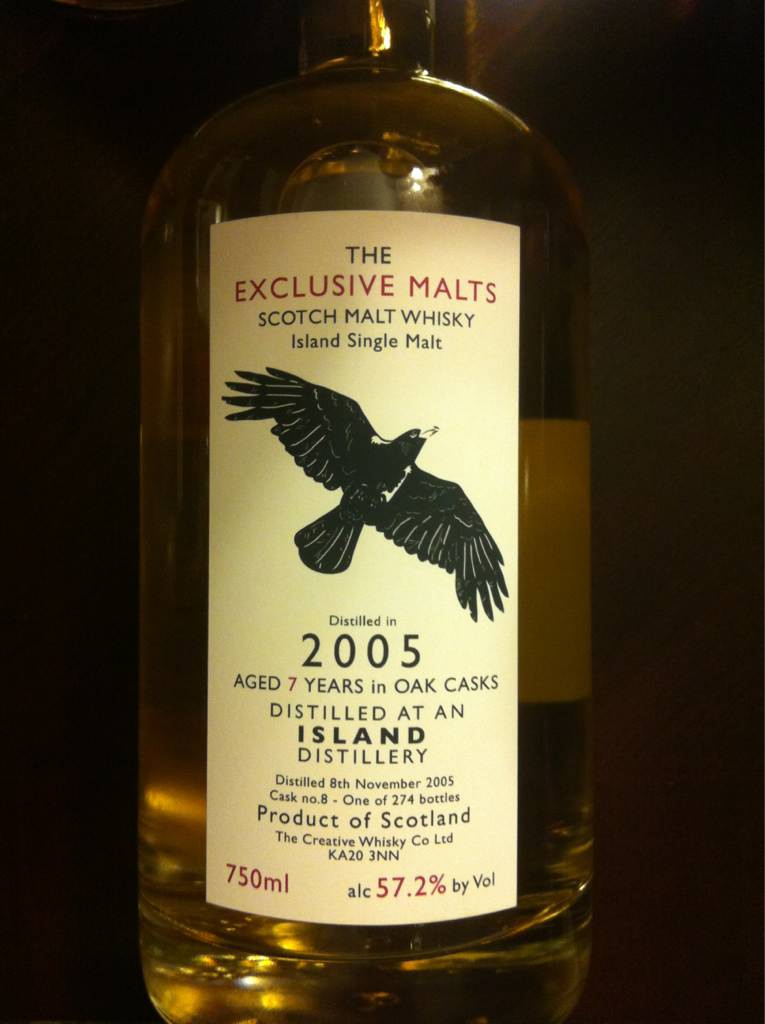 THE
EXCLUSIVE MALTS
SCOTCH MALT WHISKY
Island Single Malt
Distilled in
2005
AGED 7 YEARS in OAK CASKS
DISTILLED AT AN
ISLAND
DISTILLERY
Distilled 8th November 2005
Cask no.8 - One of 274 bottles
Product of Scotland
The Creative Whisky Co Ltd
KA20 3NN
750ml alc 57.2% by Vol